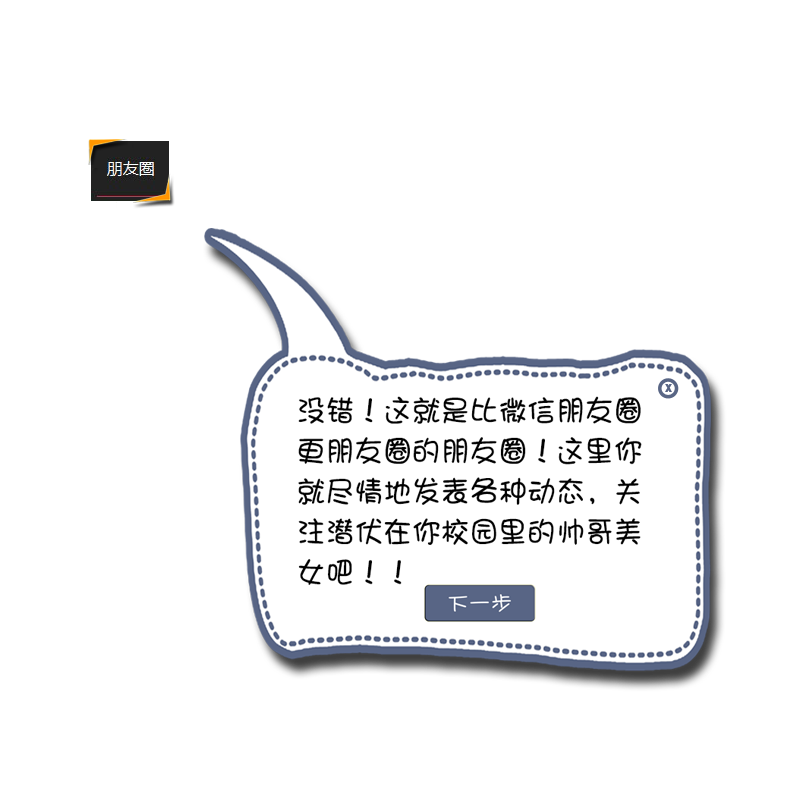 朋友圈
没错！这就是比微信朋友圈
更朋友圈的朋友圈！这里你
就尽情地发表各种动态，关
注潜伏在你校园里的帅哥美
女吧！！
下一步